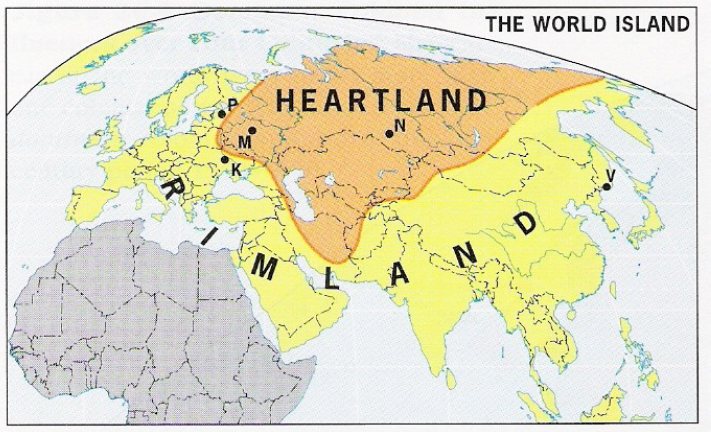 THE WORLD ISLAND
HEARTLAND
P
M
N
K
V
RIMLAND